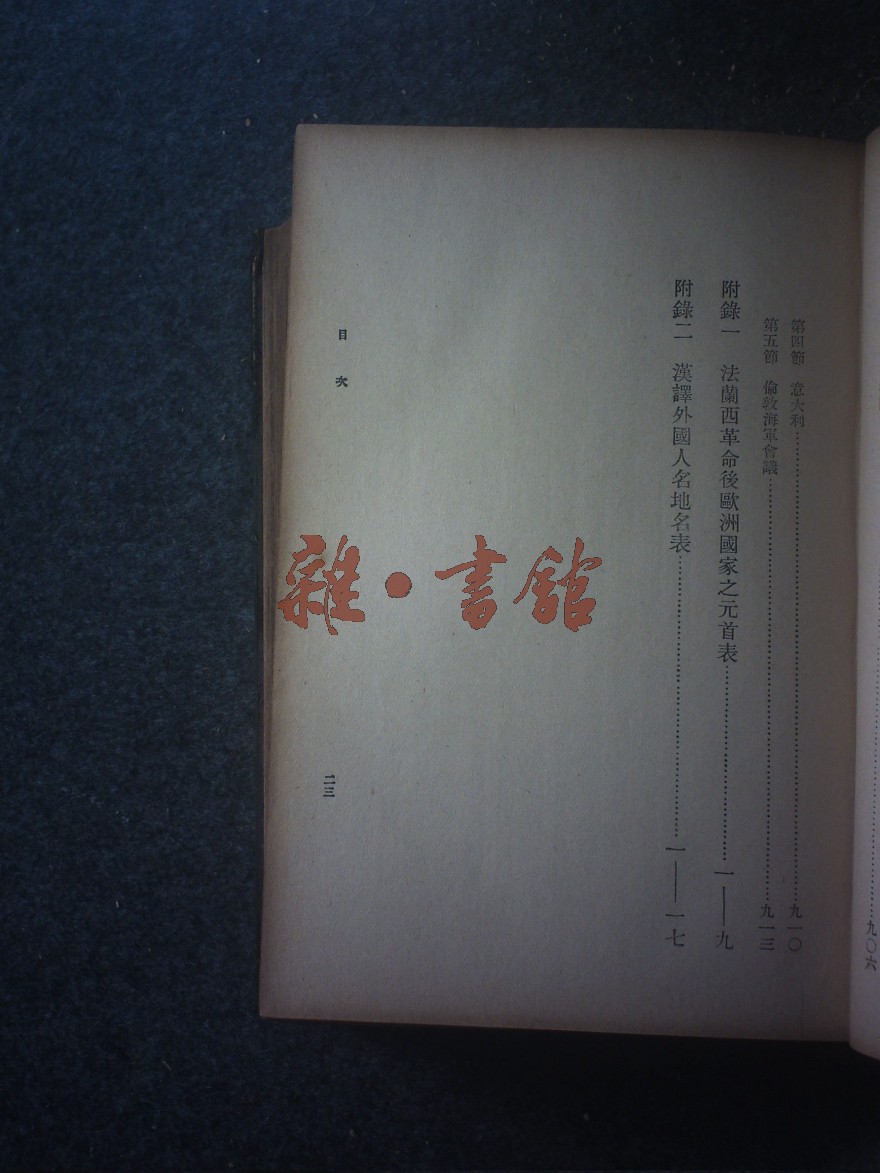 九〇六
第四節 意大利……九一〇
第五節 倫敦海軍會議……九一三
附錄一 法蘭西革命後歐洲國家之元首表……一——九
附錄二 漢譯外國人名地名表……一——一七
目次
二三
雜·書館